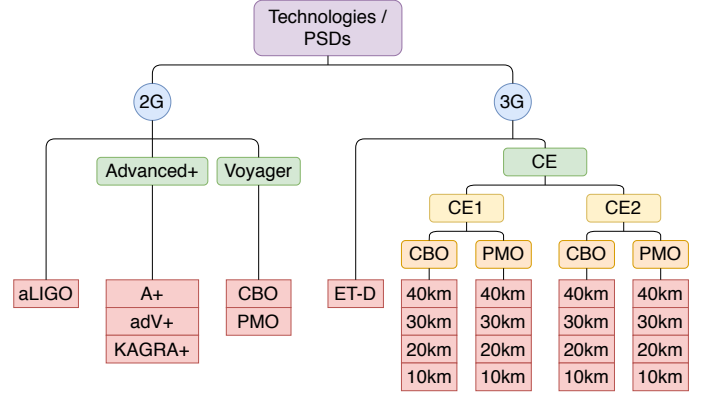 Technologies /
PSDs
2G
3G
CE
Advanced+
Voyager
CE1
CE2
CBO
PMO
CBO
PMO
aLIGO
A+
CBO
ET-D
40km
40km
40km
40km
adV+
PMO
30km
30km
30km
30km
KAGRA+
20km
20km
20km
20km
10km
10km
10km
10km